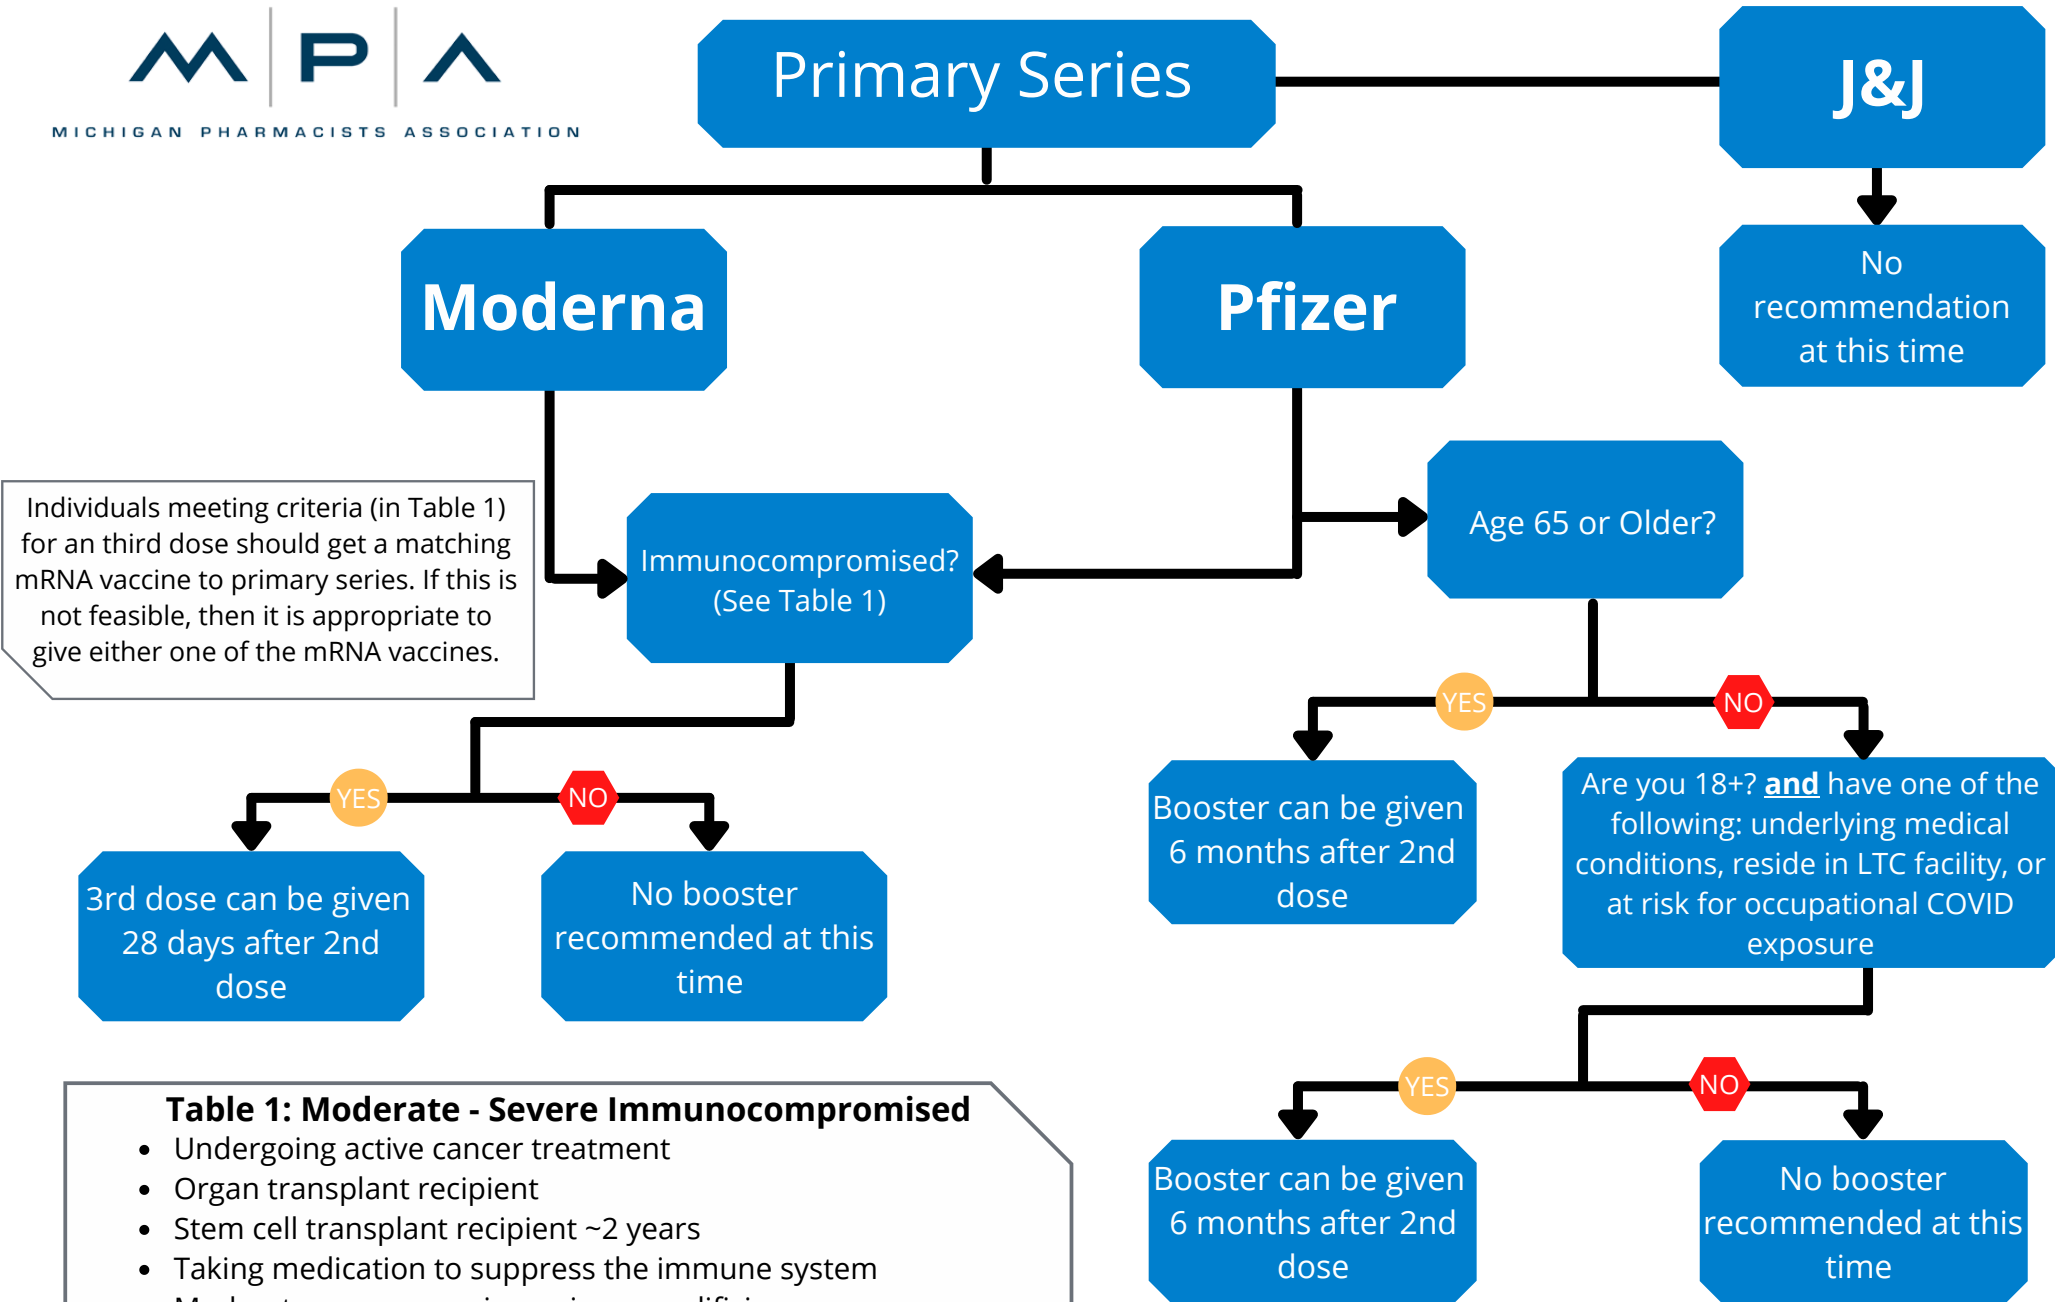 M P A
MICHIGAN PHARMACISTS ASSOCIATION
Primary Series
J&J
No
recommendation
at this time
Moderna
Pfizer
Individuals meeting criteria (in Table 1)
for an third dose should get a matching
mRNA vaccine to primary series. If this is
not feasible, then it is appropriate to
give either one of the mRNA vaccines.
Immunocompromised?
(See Table 1)
Age 65 or Older?
YES
NO
3rd dose can be given
28 days after 2nd
dose
No booster
recommended at this
time
YES
NO
Booster can be given
6 months after 2nd
dose
Are you 18+? and have one of the
following: underlying medical
conditions, reside in LTC facility, or
at risk for occupational COVID
exposure
YES
NO
Booster can be given
6 months after 2nd
dose
No booster
recommended at this
time
Table 1: Moderate - Severe Immunocompromised
• Undergoing active cancer treatment
• Organ transplant recipient
• Stem cell transplant recipient ~2 years
• Taking medication to suppress the immune system